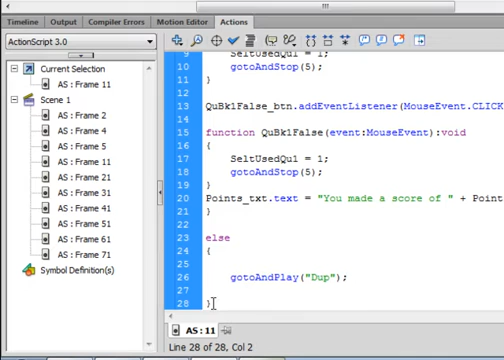 Timeline Output Compiler Errors Motion Editor Actions
ActionScript 3.0
Current Selection
AS : Frame 11
Scene 1
AS : Frame 2
AS : Frame 4
AS : Frame 5
AS : Frame 11
AS : Frame 21
AS : Frame 31
AS : Frame 41
AS : Frame 51
AS : Frame 61
AS : Frame 71
Symbol Definition(s)
9 SeltUsedQu1 = 1;
10 gotoAndStop(5);
11 }
12
13 QuBk1False_btn.addEventListener(MouseEvent.CLICK
14
15 function QuBk1False(event:MouseEvent):void
16 {
17 SeltUsedQu1 = 1;
18 gotoAndStop(5);
19 }
20 Points_txt.text = "You made a score of " + Point
21 }
22
23 else
24 {
25
26 gotoAndPlay("Dup");
27
28 }
AS : 11
Line 28 of 28, Col 2